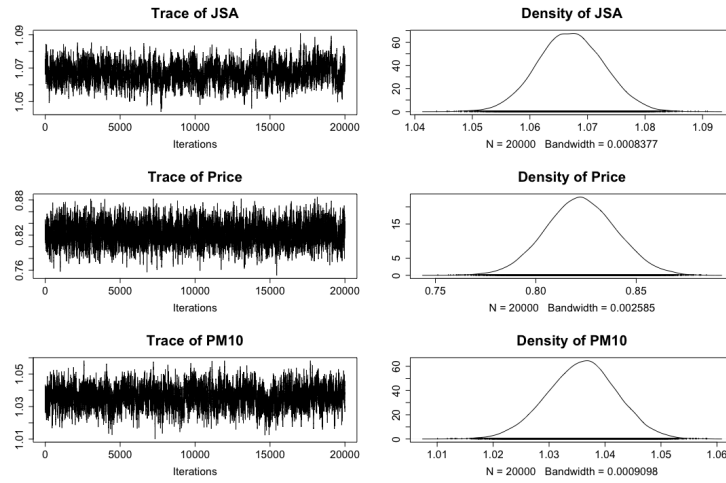 Trace of JSA
1.05 1.07 1.09
0 5000 10000 15000 20000
Iterations
Density of JSA
0 20 40 60
1.04 1.05 1.06 1.07 1.08 1.09
N = 20000 Bandwidth = 0.0008377
Trace of Price
0.76 0.82 0.88
0 5000 10000 15000 20000
Iterations
Density of Price
0 5 15
0.75 0.80 0.85
N = 20000 Bandwidth = 0.002585
Trace of PM10
1.01 1.03 1.05
0 5000 10000 15000 20000
Iterations
Density of PM10
0 20 40 60
1.01 1.02 1.03 1.04 1.05 1.06
N = 20000 Bandwidth = 0.0009098